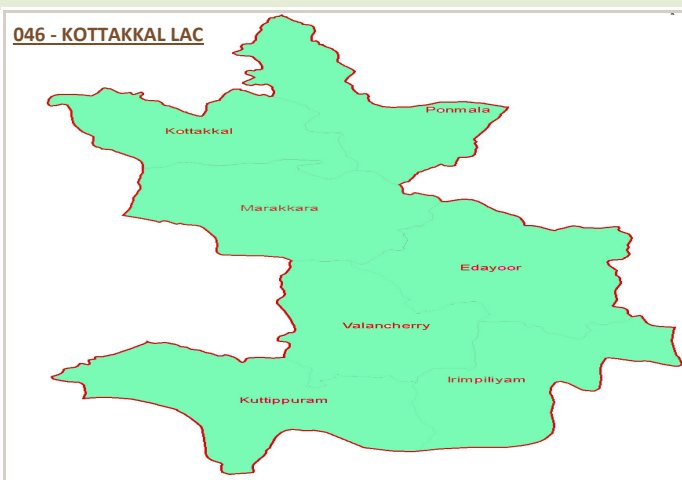 046 - KOTTAKKAL LAC
Ponmala
Kottakkal
Marakkara
Edayoor
Valancherry
Irimpiliyam
Kuttippuram